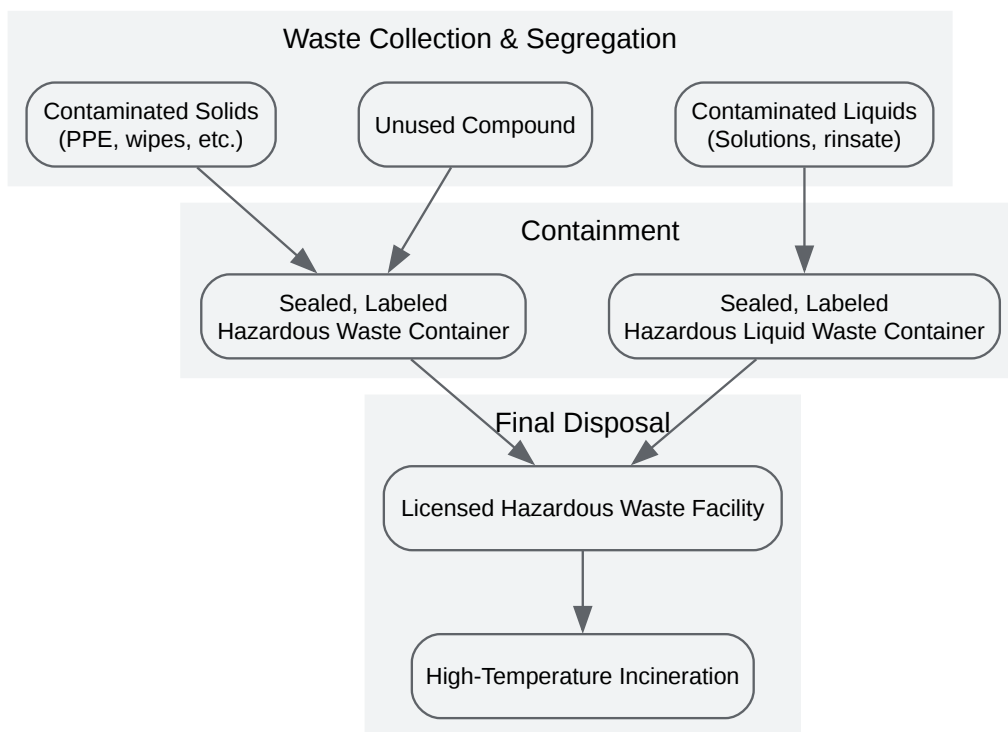 Waste Collection & Segregation
Contaminated Solids
(PPE, wipes, etc.)
Unused Compound
Contaminated Liquids
(Solutions, rinsate)
Containment
Sealed, Labeled
Hazardous Waste Container
Sealed, Labeled
Hazardous Liquid Waste Container
Final Disposal
Licensed Hazardous Waste Facility
High-Temperature Incineration